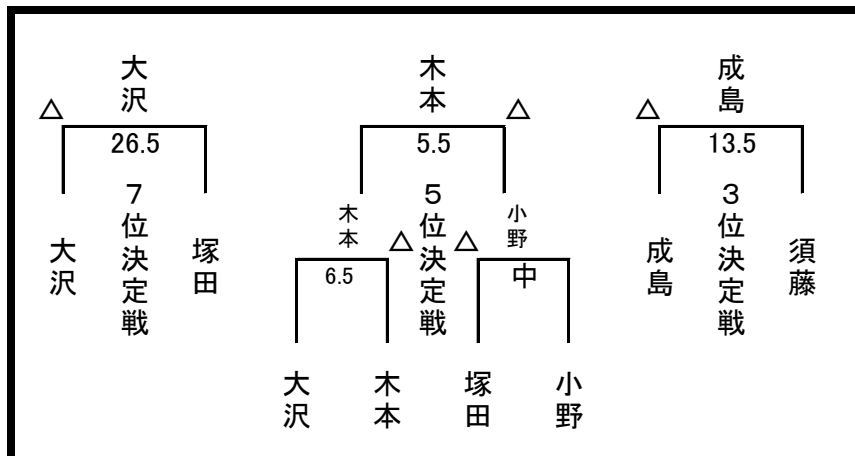 大沢
△
26.5
7位決定戦
大沢
塚田
木本
△
5.5
5位決定戦
木本
△
6.5
小野
△
中
大沢
木本
塚田
小野
成島
△
13.5
3位決定戦
成島
須藤